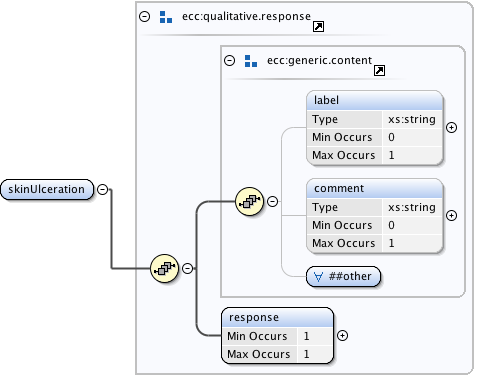 ecc:qualitative.response
ecc:generic.content
label
Type xs:string
Min Occurs 0
Max Occurs 1
skinUlceration
comment
Type xs:string
Min Occurs 0
Max Occurs 1
∀ ##other
response
Min Occurs 1
Max Occurs 1